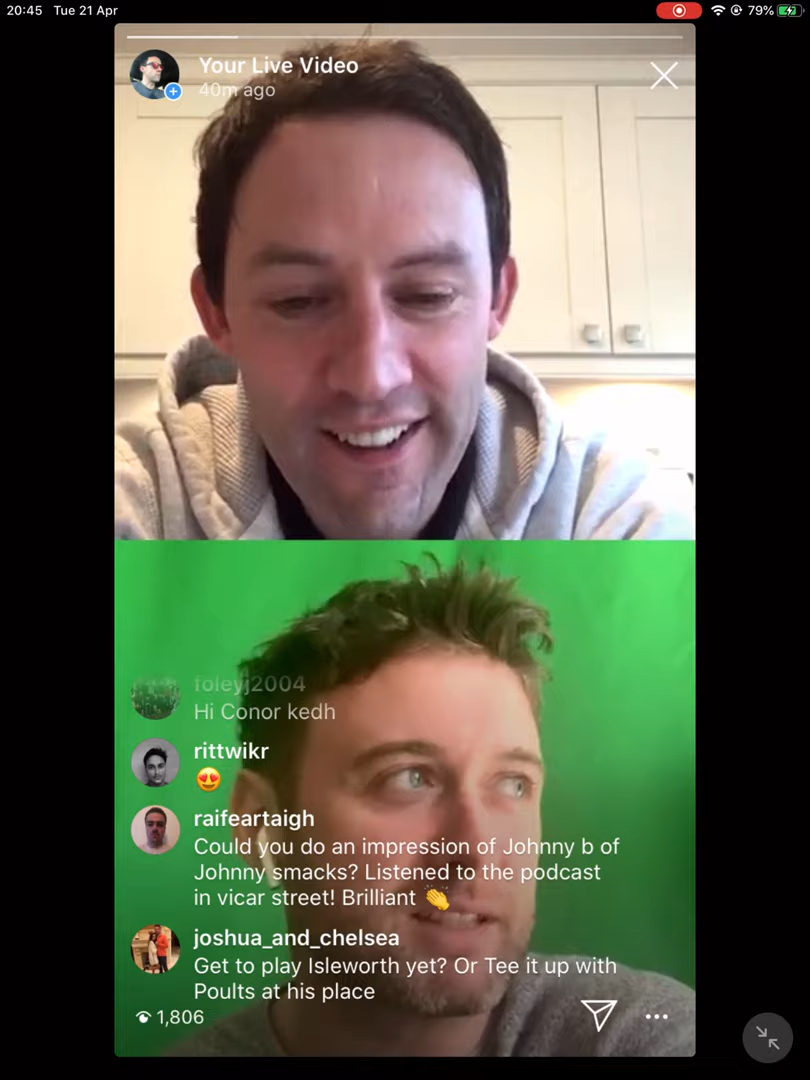 20:45 Tue 21 Apr
79%
Your Live Video
40m ago
foleyj2004
Hi Conor kedh
rittwikr
😍
raifeartaigh
Could you do an impression of Johnny b of
Johnny smacks? Listened to the podcast
in vicar street! Brilliant 👏
joshua_and_chelsea
Get to play Isleworth yet? Or Tee it up with
Poults at his place
1,806